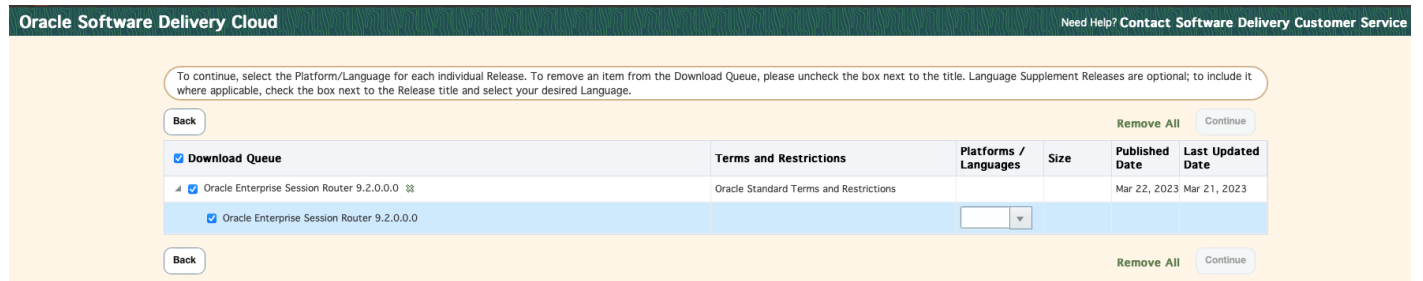 Oracle Software Delivery Cloud
Need Help? Contact Software Delivery Customer Service
To continue, select the Platform/Language for each individual Release. To remove an item from the Download Queue, please uncheck the box next to the title. Language Supplement Releases are optional; to include it
where applicable, check the box next to the Release title and select your desired Language.
Back
Remove All
Continue
Download Queue
Terms and Restrictions
Platforms /
Languages
Size
Published
Date
Last Updated
Date
Oracle Enterprise Session Router 9.2.0.0.0
Oracle Standard Terms and Restrictions
Mar 22, 2023
Mar 21, 2023
Oracle Enterprise Session Router 9.2.0.0.0
Back
Remove All
Continue